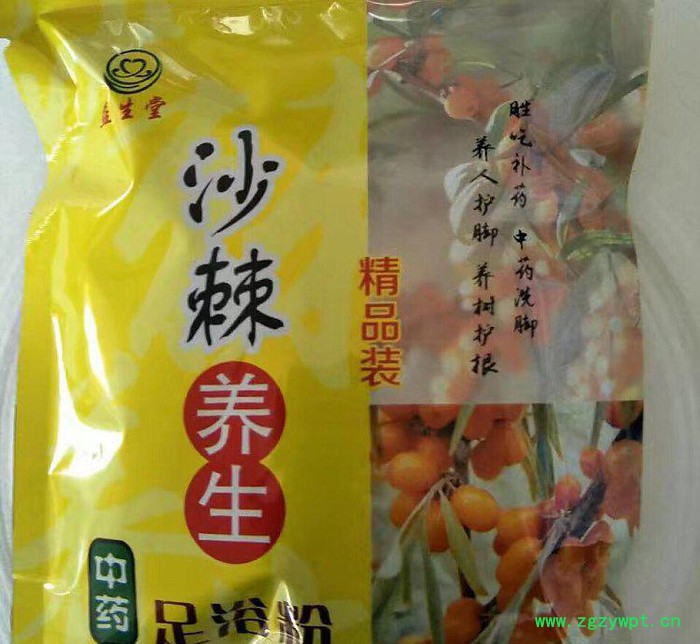 益生堂
沙棘
养生
中药
足浴粉
精品装
胜吃补药 中药洗脚
养人护脚 养树护根
www.zgzywpt.cn